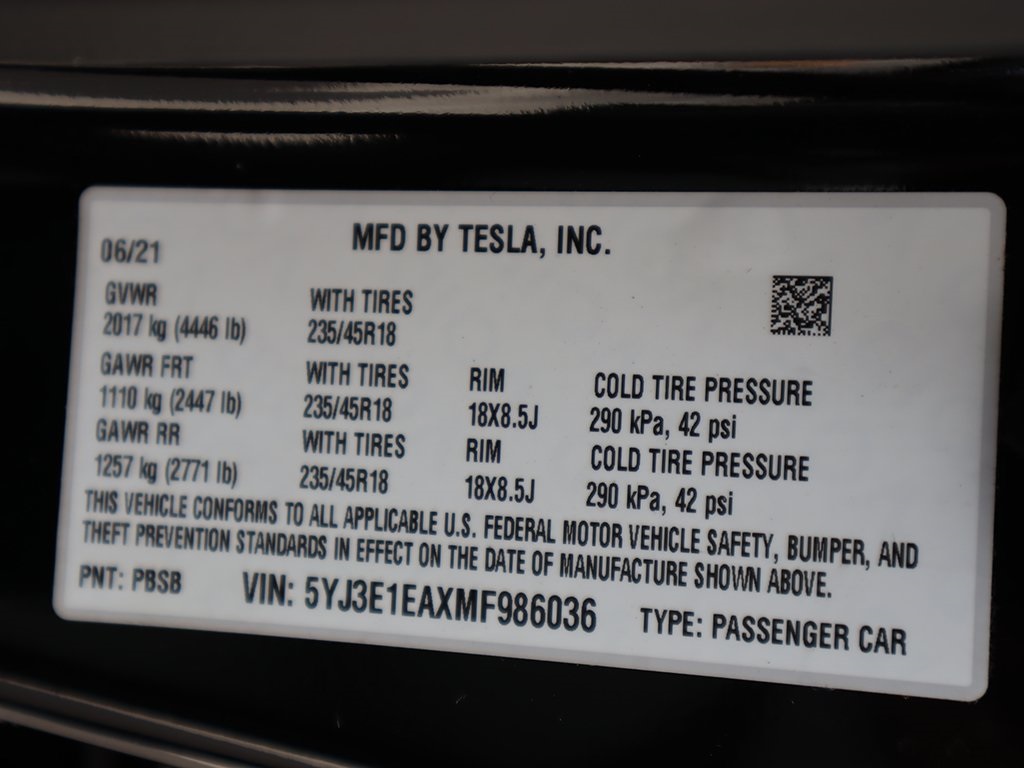 MFD BY TESLA, INC.
06/21
GVWR WITH TIRES
2017 kg (4446 lb) 235/45R18
GAWR FRT WITH TIRES RIM COLD TIRE PRESSURE
1110 kg (2447 lb) 235/45R18 18X8.5J 290 kPa, 42 psi
GAWR RR WITH TIRES RIM COLD TIRE PRESSURE
1257 kg (2771 lb) 235/45R18 18X8.5J 290 kPa, 42 psi
THIS VEHICLE CONFORMS TO ALL APPLICABLE U.S. FEDERAL MOTOR VEHICLE SAFETY, BUMPER, AND
THEFT PREVENTION STANDARDS IN EFFECT ON THE DATE OF MANUFACTURE SHOWN ABOVE.
PNT: PBSB VIN: 5YJ3E1EAXMF986036 TYPE: PASSENGER CAR